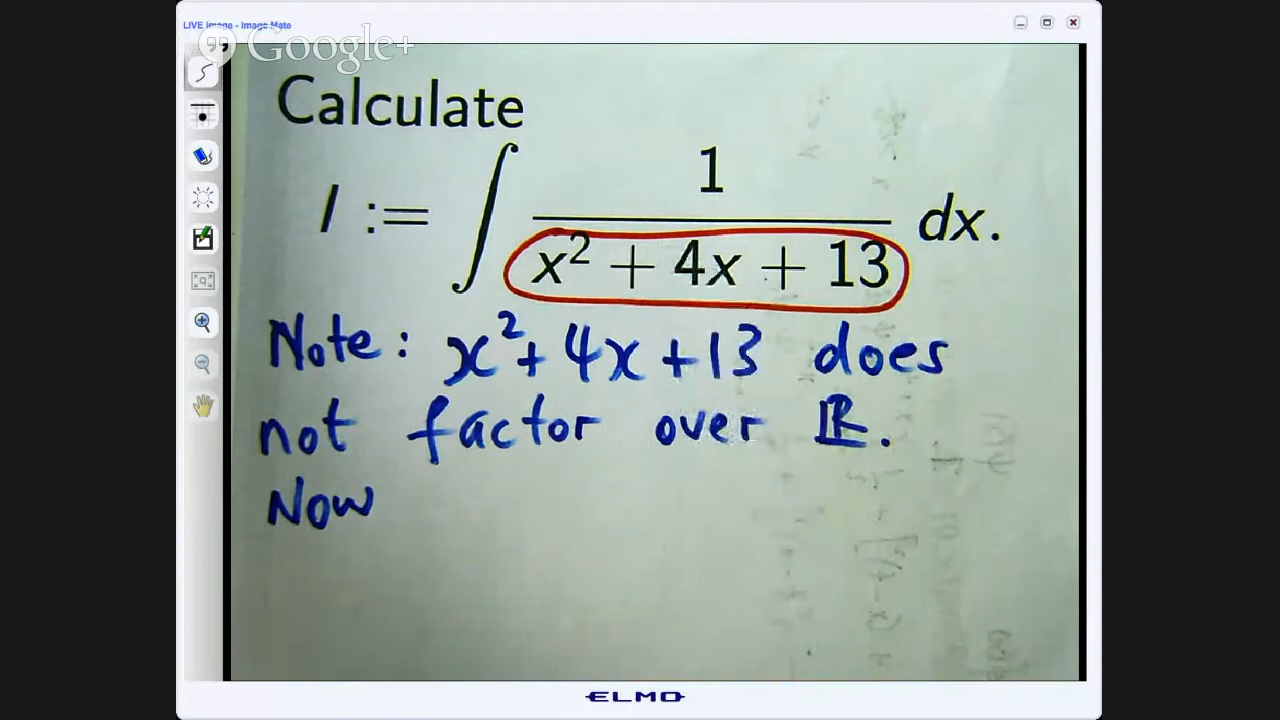 LIVE Image - Image Mate
Google+
Calculate
I := ∫ 1 / (x² + 4x + 13) dx.
Note: x² + 4x + 13 does
not factor over ℝ.
Now
ELMO